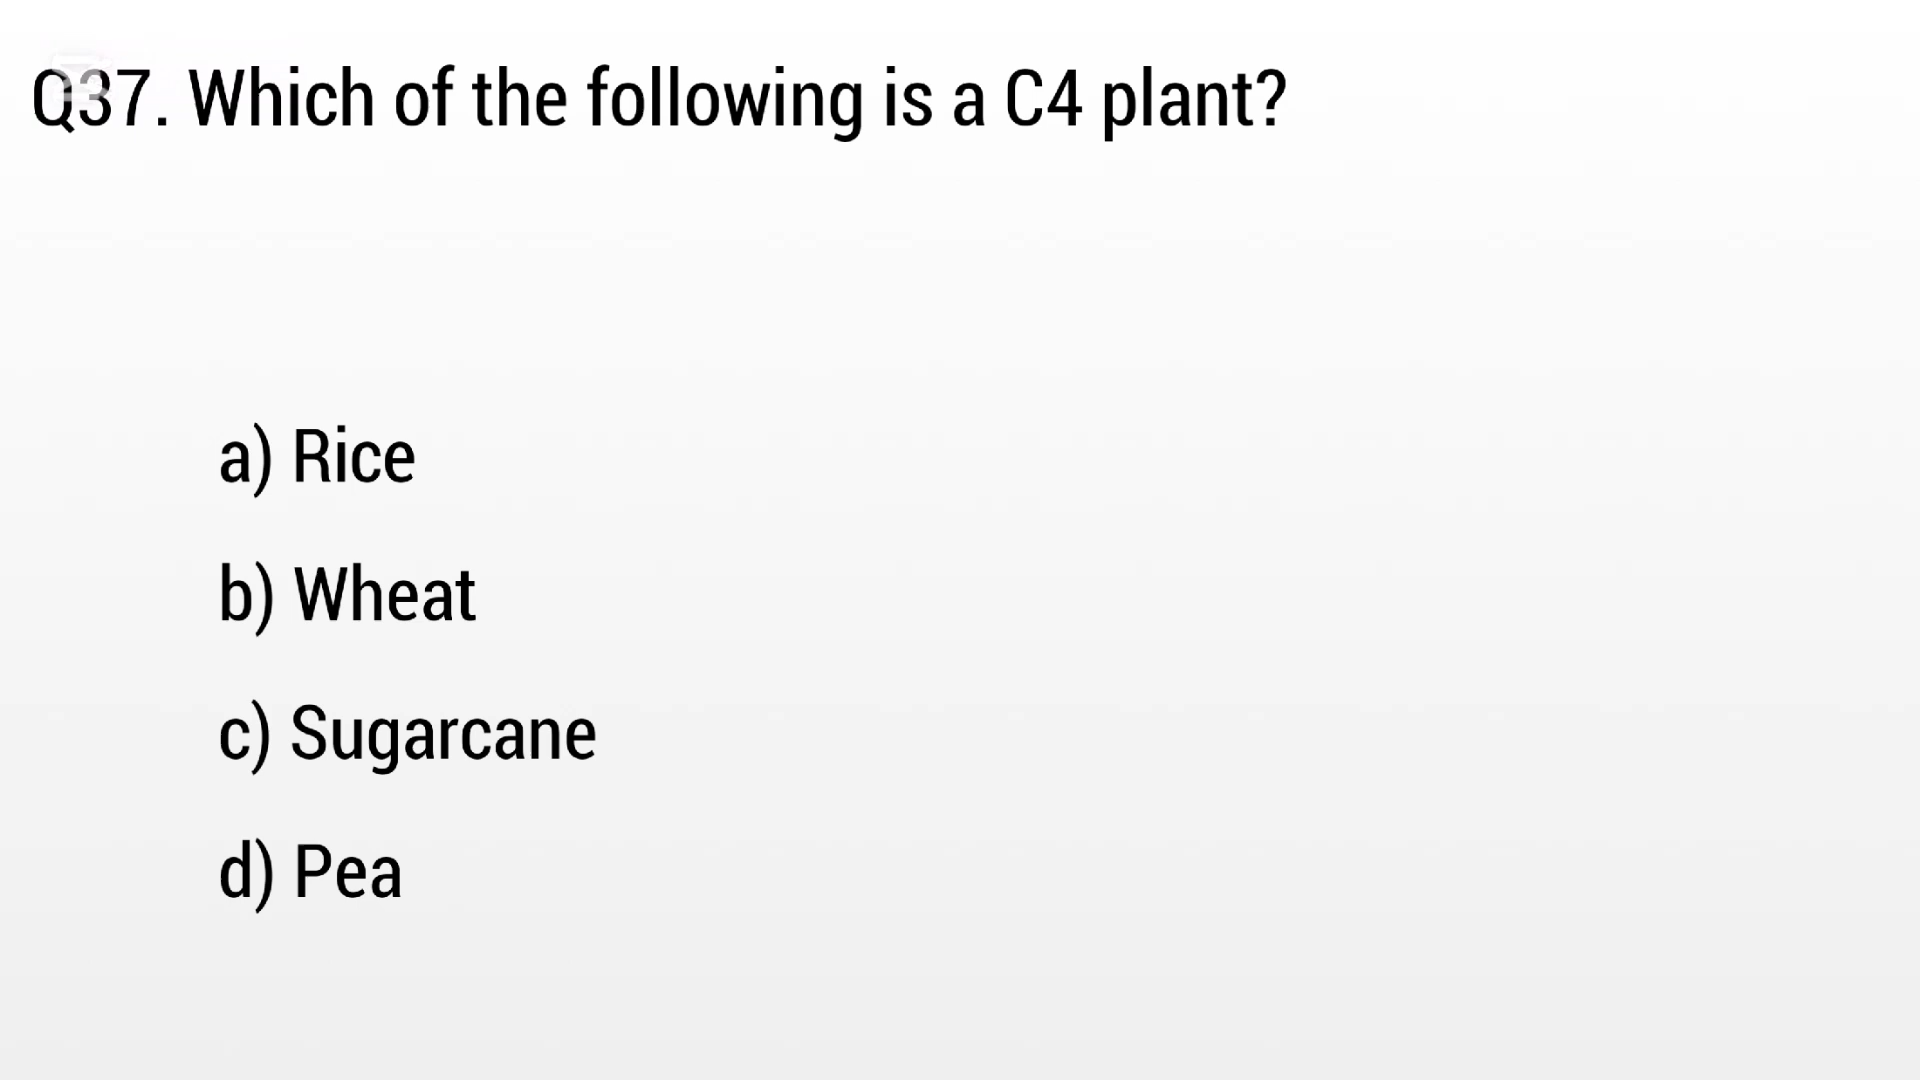 Q37. Which of the following is a C4 plant?
a) Rice
b) Wheat
c) Sugarcane
d) Pea